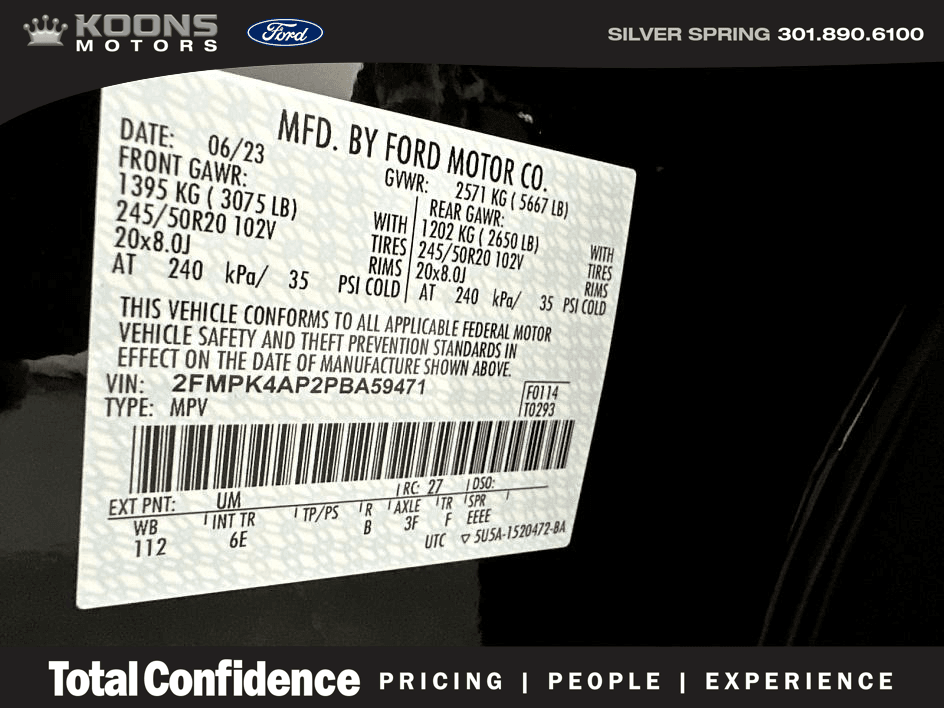 KOONS
MOTORS
Ford
SILVER SPRING 301.890.6100
MFD. BY FORD MOTOR CO.
DATE: 06/23
GVWR: 2571 KG ( 5667 LB)
FRONT GAWR:
1395 KG ( 3075 LB) WITH
245/50R20 102V TIRES
20x8.0J RIMS
AT 240 kPa/ 35 PSI COLD
REAR GAWR:
1202 KG ( 2650 LB) WITH
245/50R20 102V TIRES
20x8.0J RIMS
AT 240 kPa/ 35 PSI COLD
THIS VEHICLE CONFORMS TO ALL APPLICABLE FEDERAL MOTOR
VEHICLE SAFETY AND THEFT PREVENTION STANDARDS IN
EFFECT ON THE DATE OF MANUFACTURE SHOWN ABOVE.
VIN: 2FMPK4AP2PBA59471
TYPE: MPV
F0114
T0293
EXT PNT: UM RC: 27 DSO:
WB INT TR TP/PS R AXLE TR SPR
112 6E B 3F F EEEE
UTC ▽ 5U5A-1520472-BA
Total Confidence PRICING | PEOPLE | EXPERIENCE